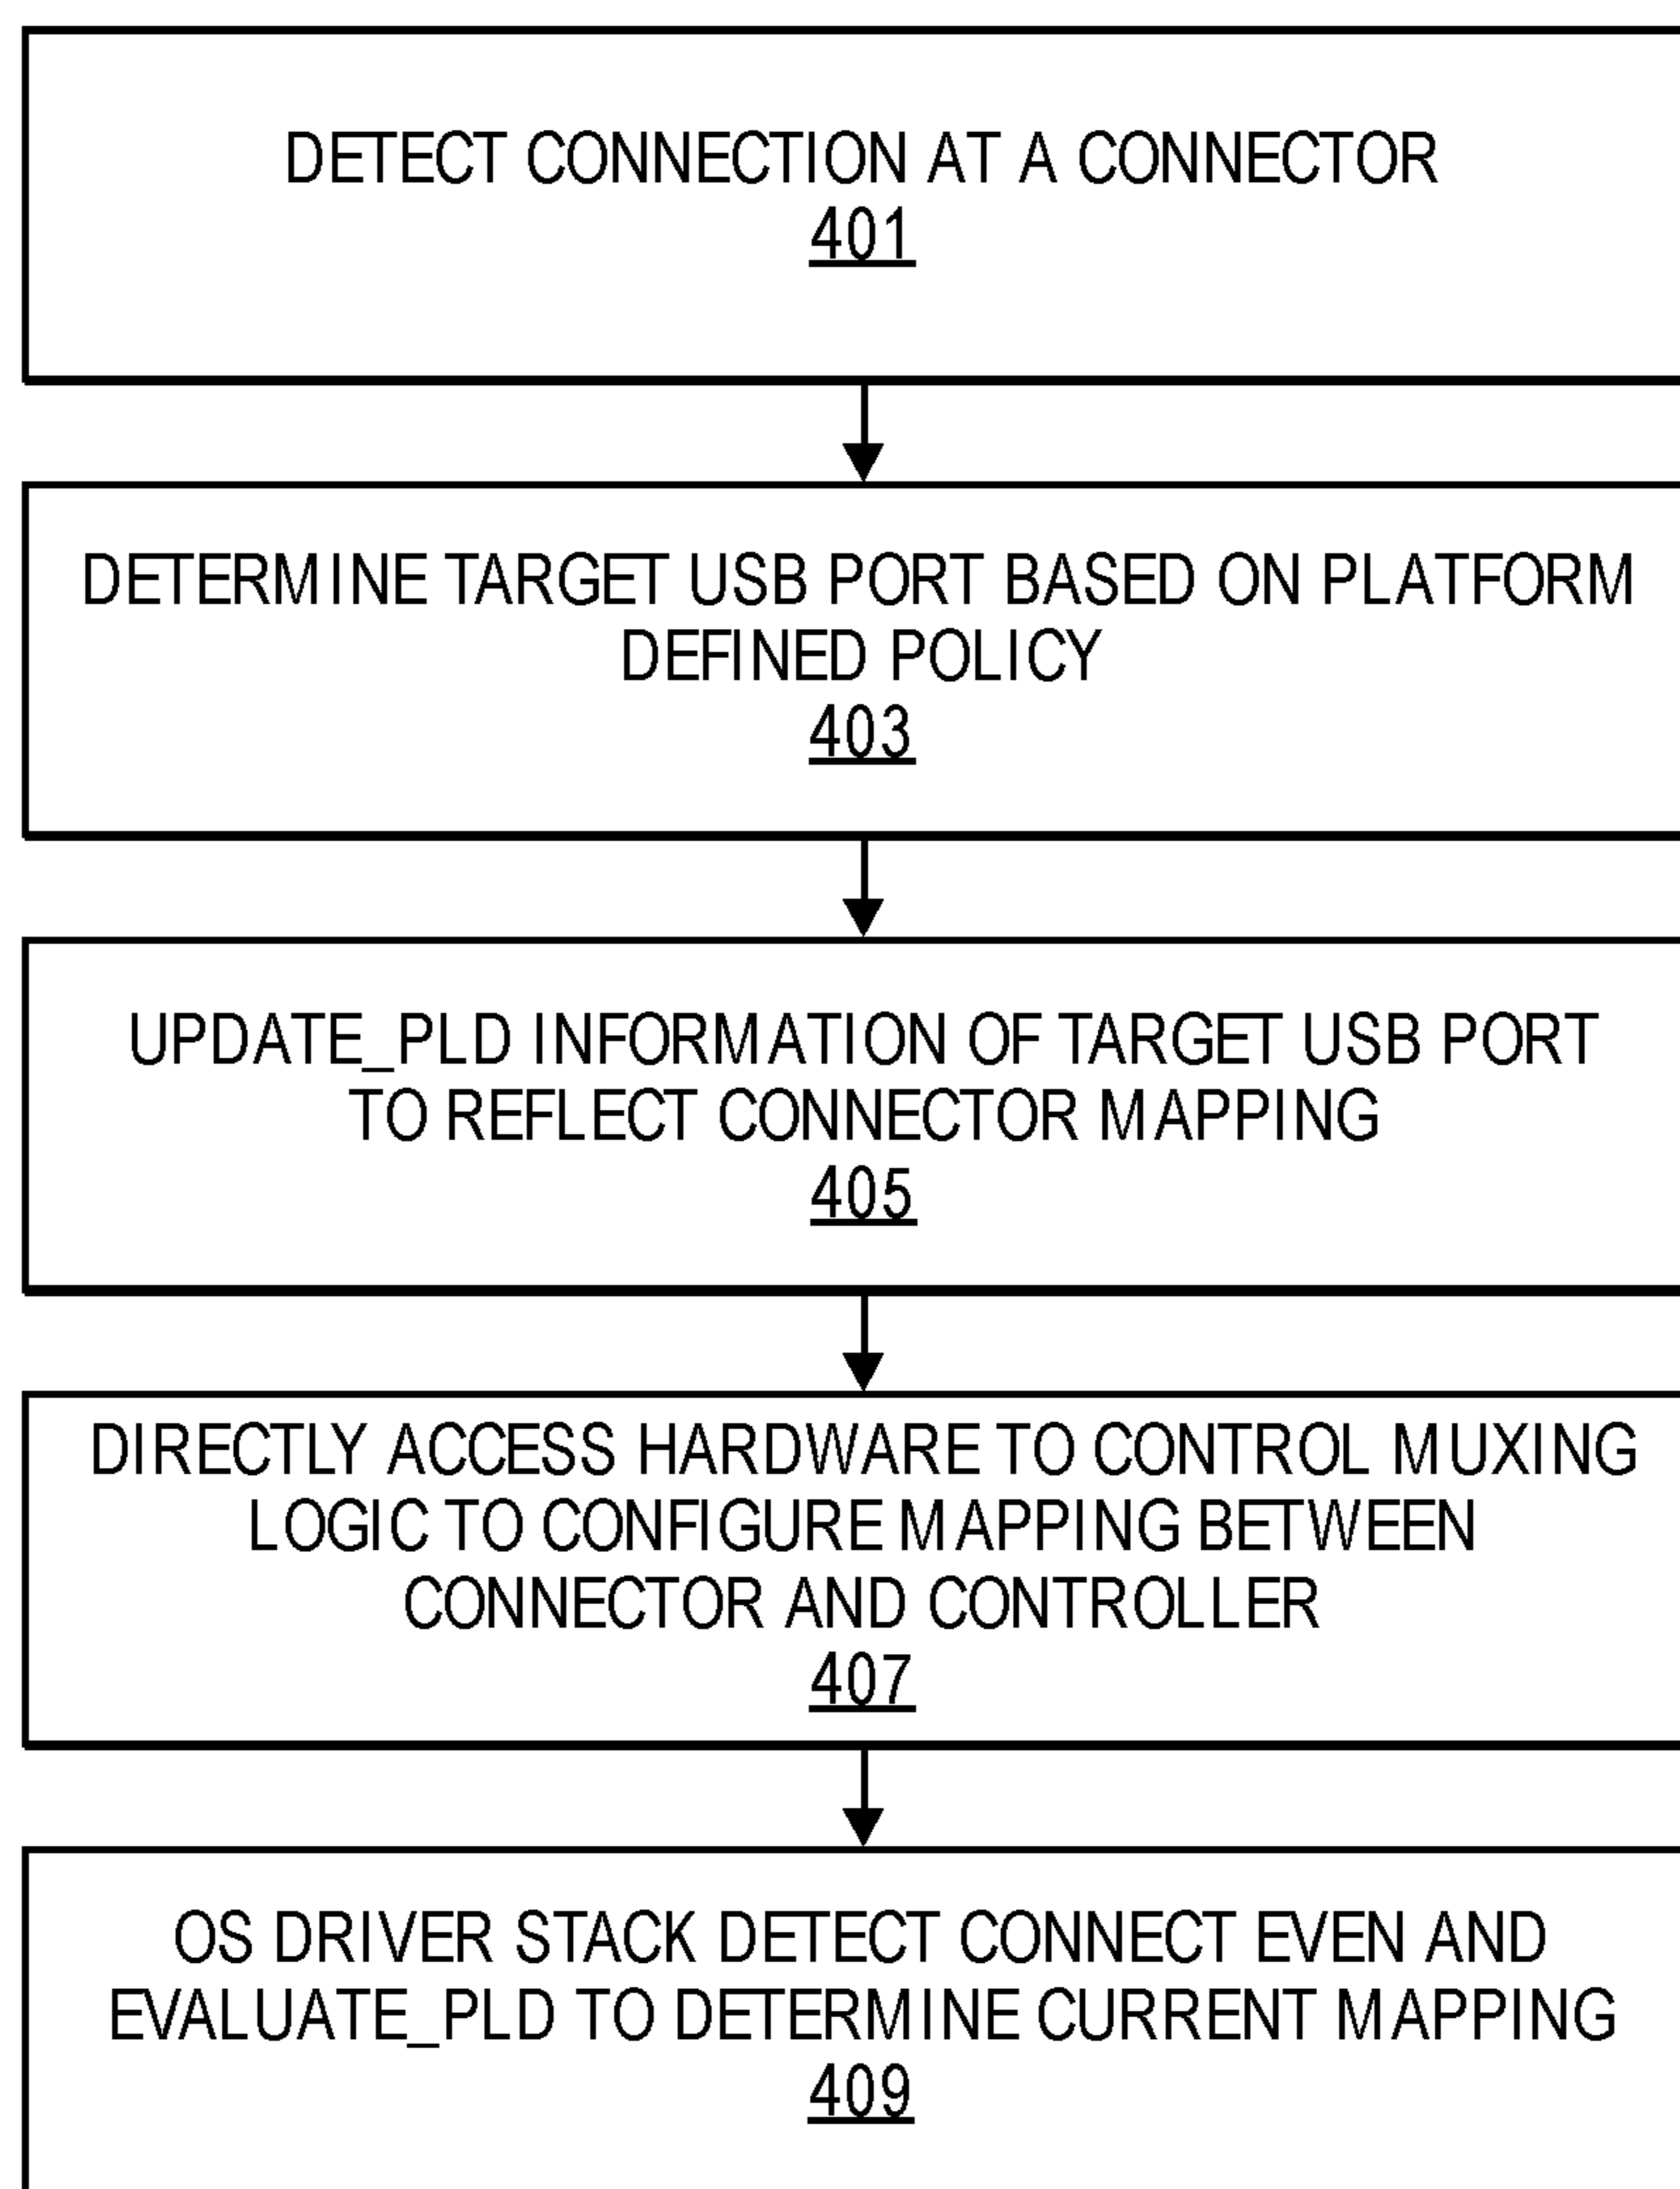 DETECT CONNECTION AT A CONNECTOR
401
DETERMINE TARGET USB PORT BASED ON PLATFORM
DEFINED POLICY
403
UPDATE_PLD INFORMATION OF TARGET USB PORT
TO REFLECT CONNECTOR MAPPING
405
DIRECTLY ACCESS HARDWARE TO CONTROL MUXING
LOGIC TO CONFIGURE MAPPING BETWEEN
CONNECTOR AND CONTROLLER
407
OS DRIVER STACK DETECT CONNECT EVEN AND
EVALUATE_PLD TO DETERMINE CURRENT MAPPING
409